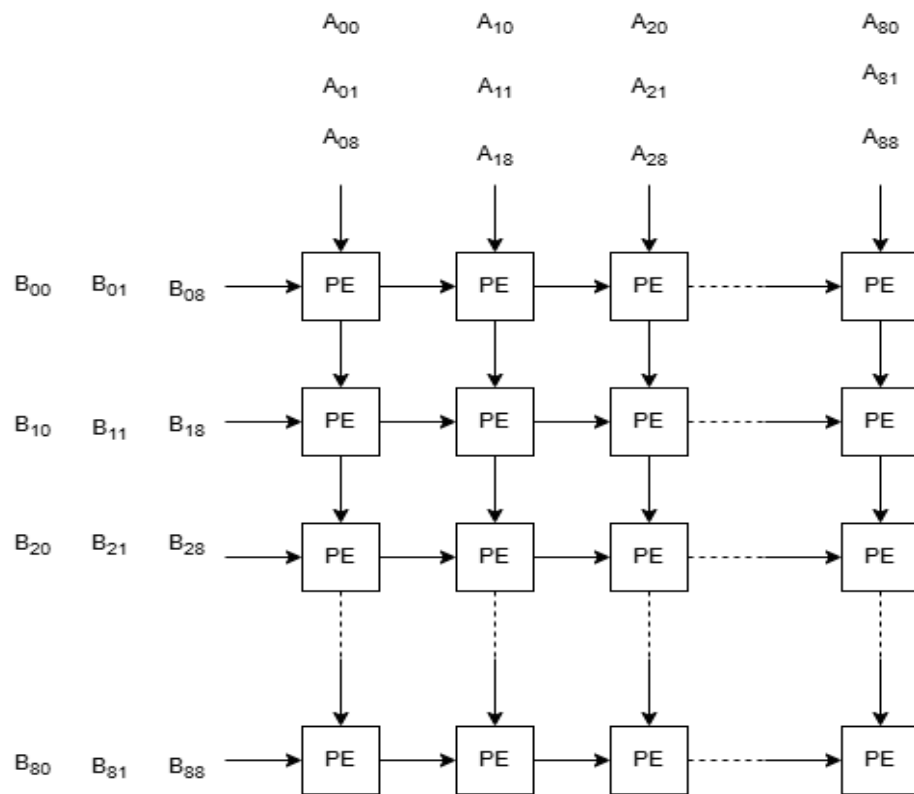 A₀₀ A₁₀ A₂₀ A₈₀
A₀₁ A₁₁ A₂₁ A₈₁
A₀₈ A₁₈ A₂₈ A₈₈
B₀₀ B₀₁ B₀₈ PE PE PE PE
B₁₀ B₁₁ B₁₈ PE PE PE PE
B₂₀ B₂₁ B₂₈ PE PE PE PE
B₈₀ B₈₁ B₈₈ PE PE PE PE